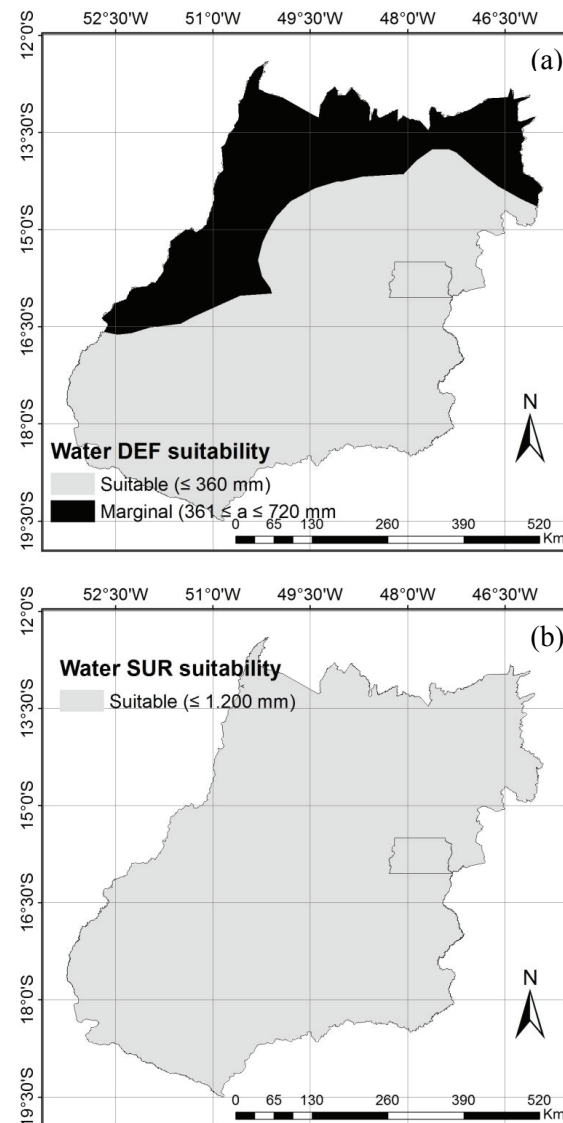 52°30'W 51°0'W 49°30'W 48°0'W 46°30'W
(a)
12°0'S
13°30'S
15°0'S
16°30'S
18°0'S
19°30'S
N
Water DEF suitability
Suitable (≤ 360 mm)
Marginal (361 ≤ a ≤ 720 mm
0 65 130 260 390 520
Km
52°30'W 51°0'W 49°30'W 48°0'W 46°30'W
(b)
12°0'S
Water SUR suitability
Suitable (≤ 1.200 mm)
13°30'S
15°0'S
16°30'S
18°0'S
19°30'S
N
0 65 130 260 390 520
Km